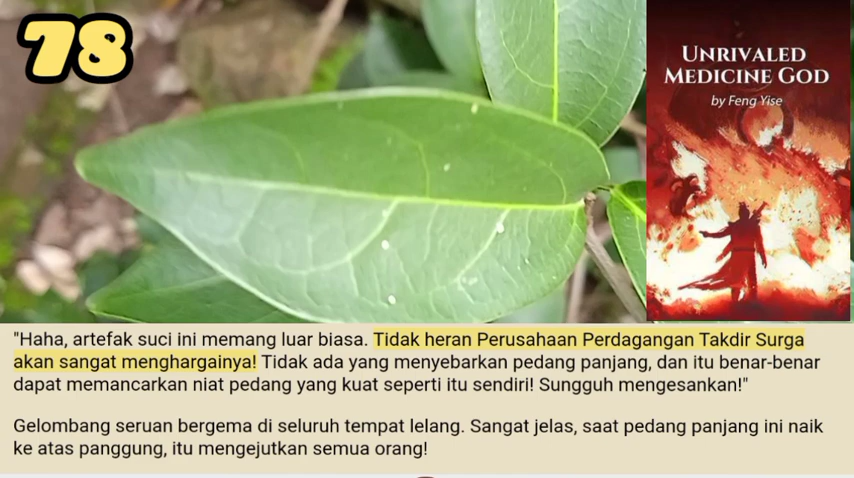 78
UNRIVALED
MEDICINE GOD
by Feng Yise
"Haha, artefak suci ini memang luar biasa. Tidak heran Perusahaan Perdagangan Takdir Surga
akan sangat menghargainya! Tidak ada yang menyebarkan pedang panjang, dan itu benar-benar
dapat memancarkan niat pedang yang kuat seperti itu sendiri! Sungguh mengesankan!"
Gelombang seruan bergema di seluruh tempat lelang. Sangat jelas, saat pedang panjang ini naik
ke atas panggung, itu mengejutkan semua orang!